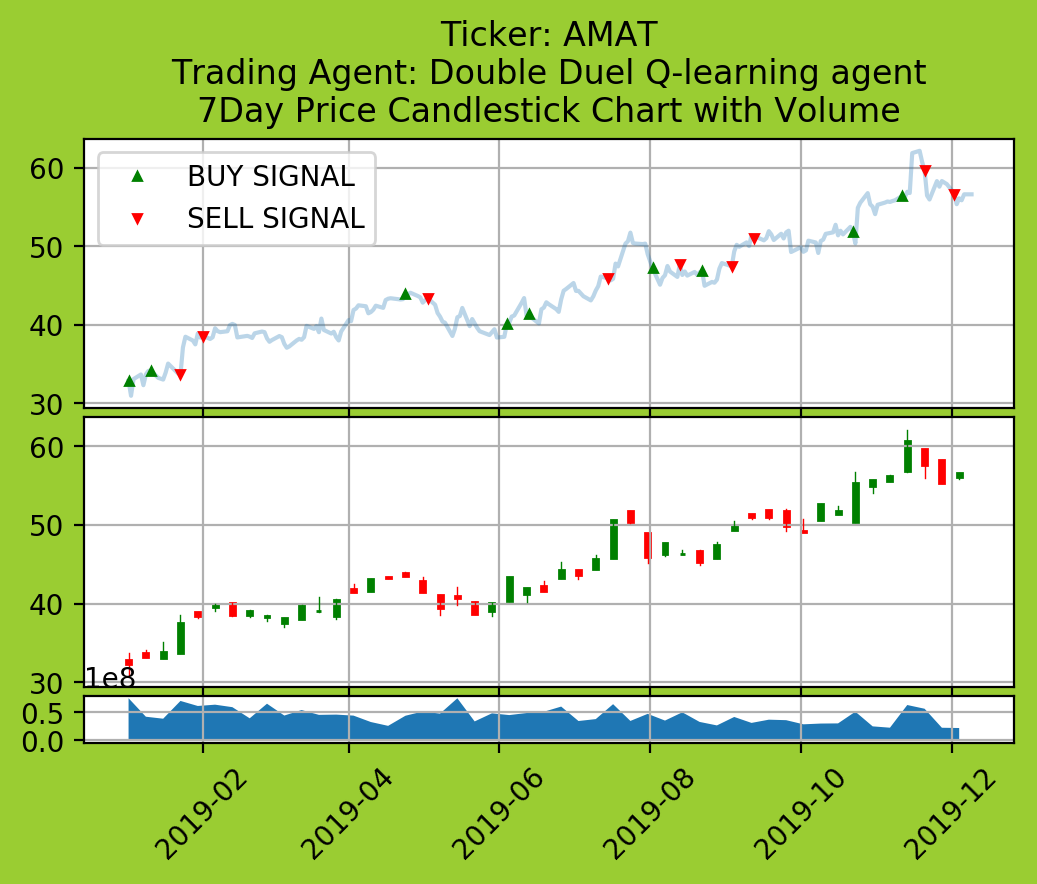 Ticker: AMAT
Trading Agent: Double Duel Q-learning agent
7Day Price Candlestick Chart with Volume
BUY SIGNAL
SELL SIGNAL
60
50
40
30
60
50
40
30
1e8
0.5
0.0
2019-02
2019-04
2019-06
2019-08
2019-10
2019-12